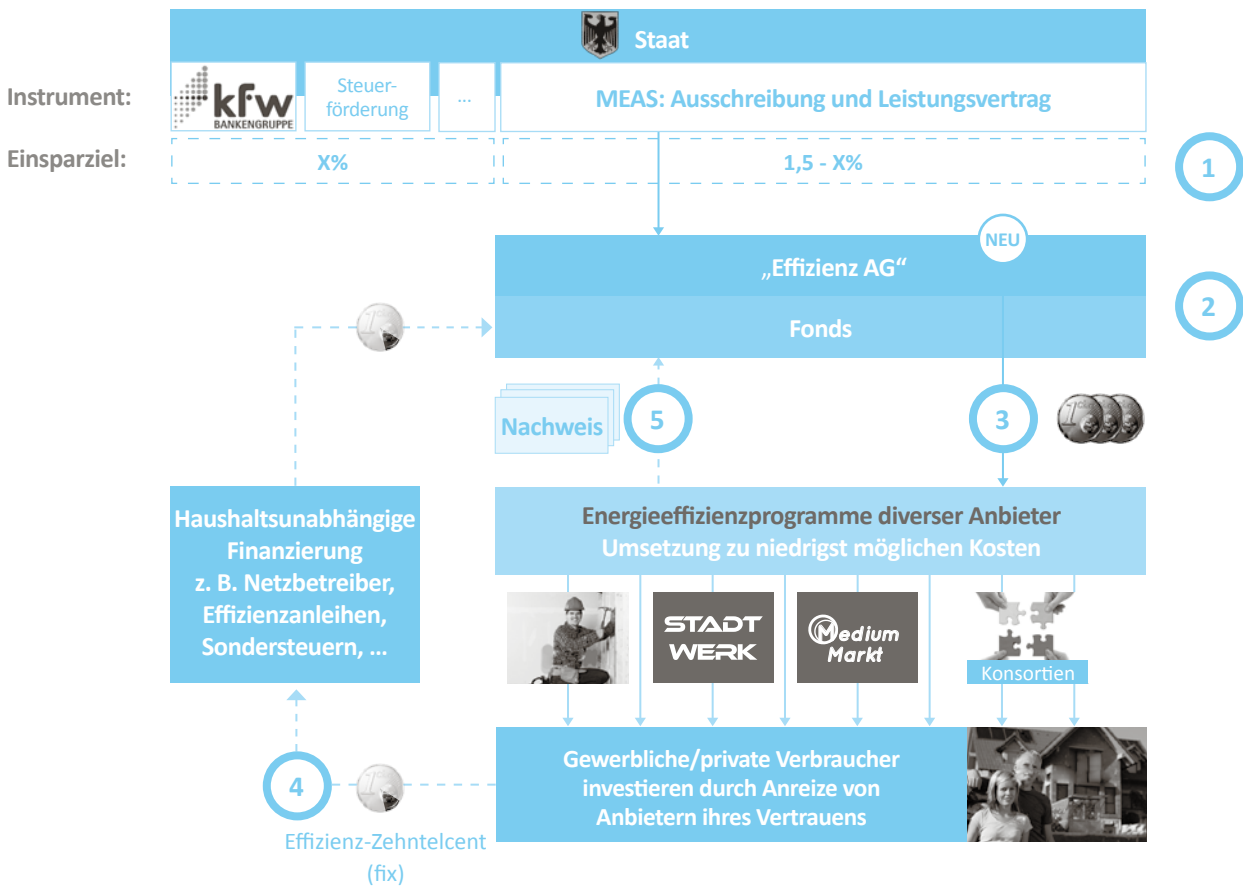 Staat
Instrument:
kfw
BANKENGRUPPE
Steuer-
förderung
...
MEAS: Ausschreibung und Leistungsvertrag
Einsparziel:
X%
1,5 - X%
1
NEU
„Effizienz AG“
Fonds
2
Nachweis
5
3
Haushaltsunabhängige
Finanzierung
z. B. Netzbetreiber,
Effizienzanleihen,
Sondersteuern, ...
Energieeffizienzprogramme diverser Anbieter
Umsetzung zu niedrigst möglichen Kosten
STADT
WERK
Medium
Markt
Konsortien
4
Effizienz-Zehntelcent
(fix)
Gewerbliche/private Verbraucher
investieren durch Anreize von
Anbietern ihres Vertrauens